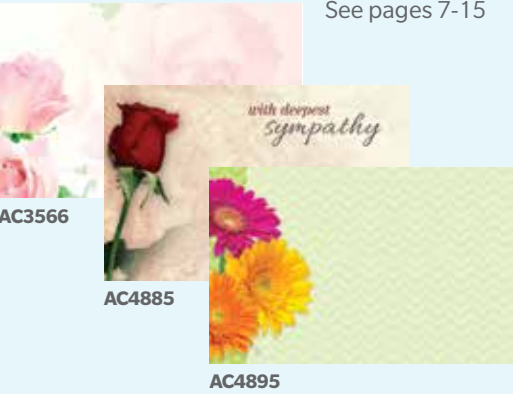 See pages 7-15
with deepest
sympathy
AC3566
AC4885
AC4895